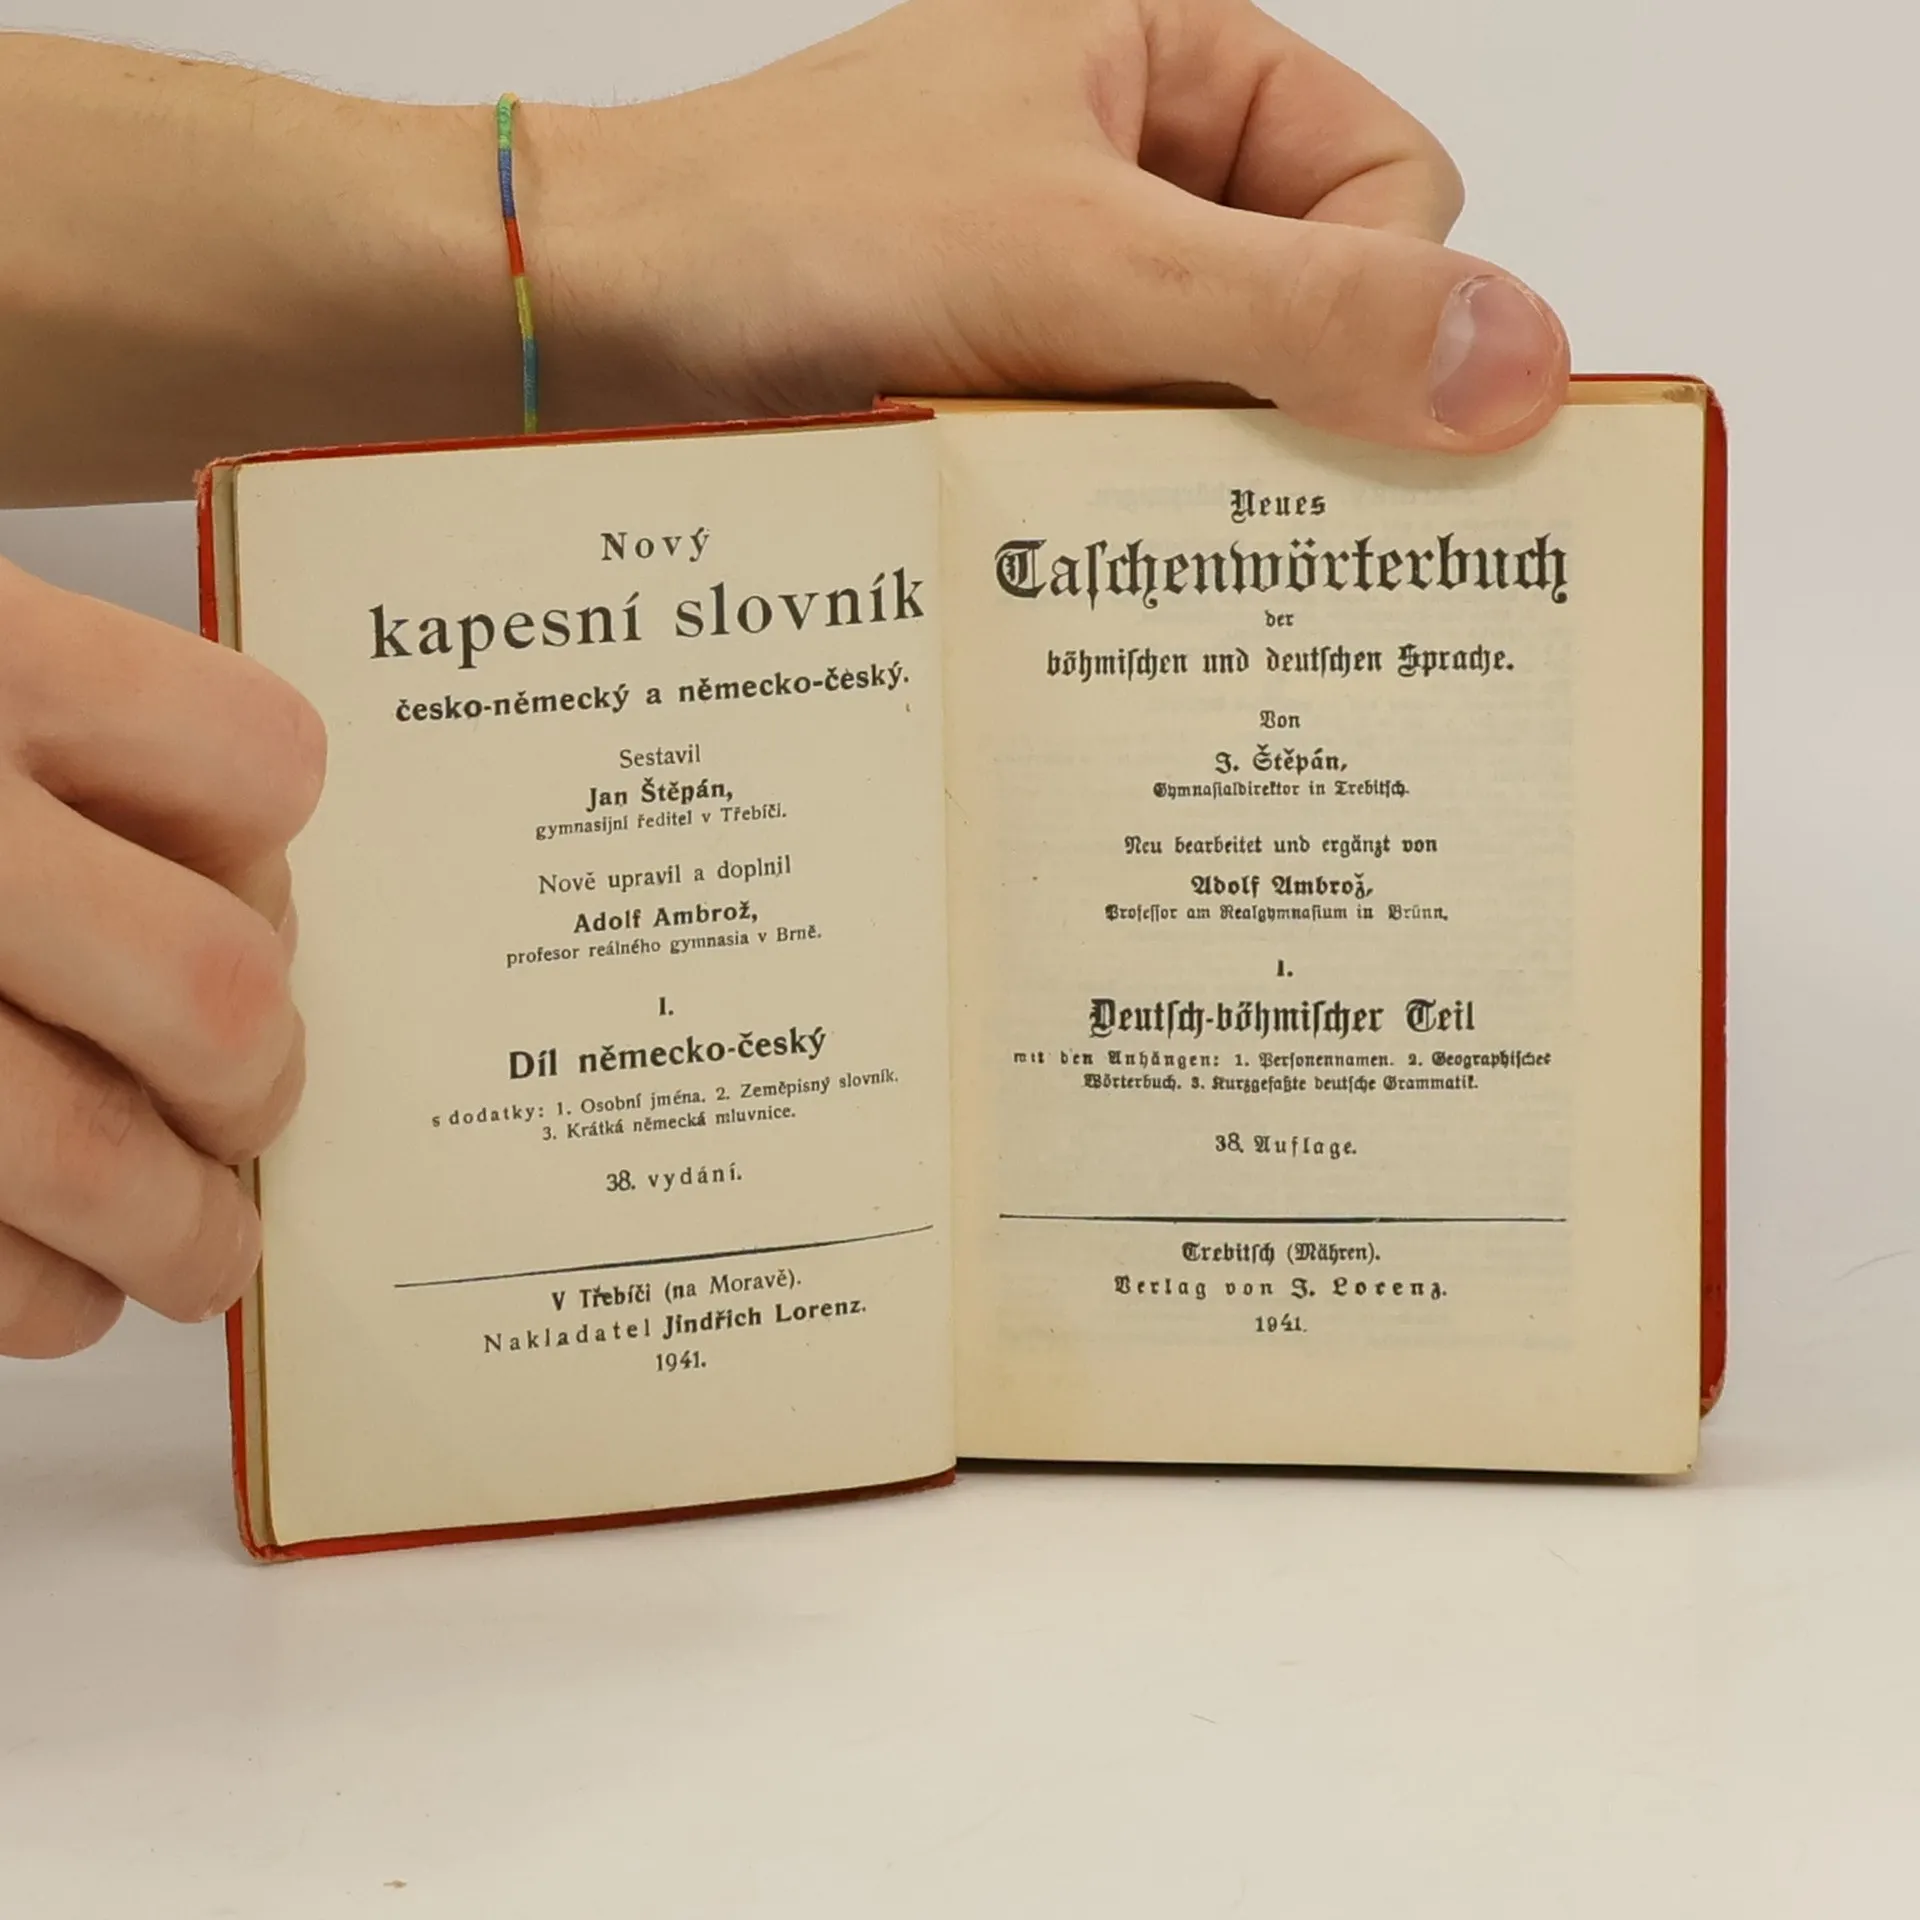 Nový
kapesní slovník
česko-německý a německo-český.
Sestavil
Jan Štěpán,
gymnasijní ředitel v Třebíči.
Nově upravil a doplnil
Adolf Ambrož,
profesor reálného gymnasia v Brně.
I.
Díl německo-český
s dodatky: 1. Osobní jména. 2. Zeměpisný slovník.
3. Krátká německá mluvnice.
38. vydání.
V Třebíči (na Moravě).
Nakladatel Jindřich Lorenz.
1941.
Neues
Taſchenwörterbuch
der
böhmiſchen und deutſchen Sprache.
Von
J. Štěpán,
Gymnaſialdirektor in Trebitſch.
Neu bearbeitet und ergänzt von
Adolf Ambrož,
Profeſſor am Realgymnaſium in Brünn.
I.
Deutſch-böhmiſcher Teil
mit den Anhängen: 1. Perſonennamen. 2. Geographiſches
Wörterbuch. 3. Kurzgefaßte deutſche Grammatik.
38. Auflage.
Trebitſch (Mähren).
Verlag von J. Lorenz.
1941.